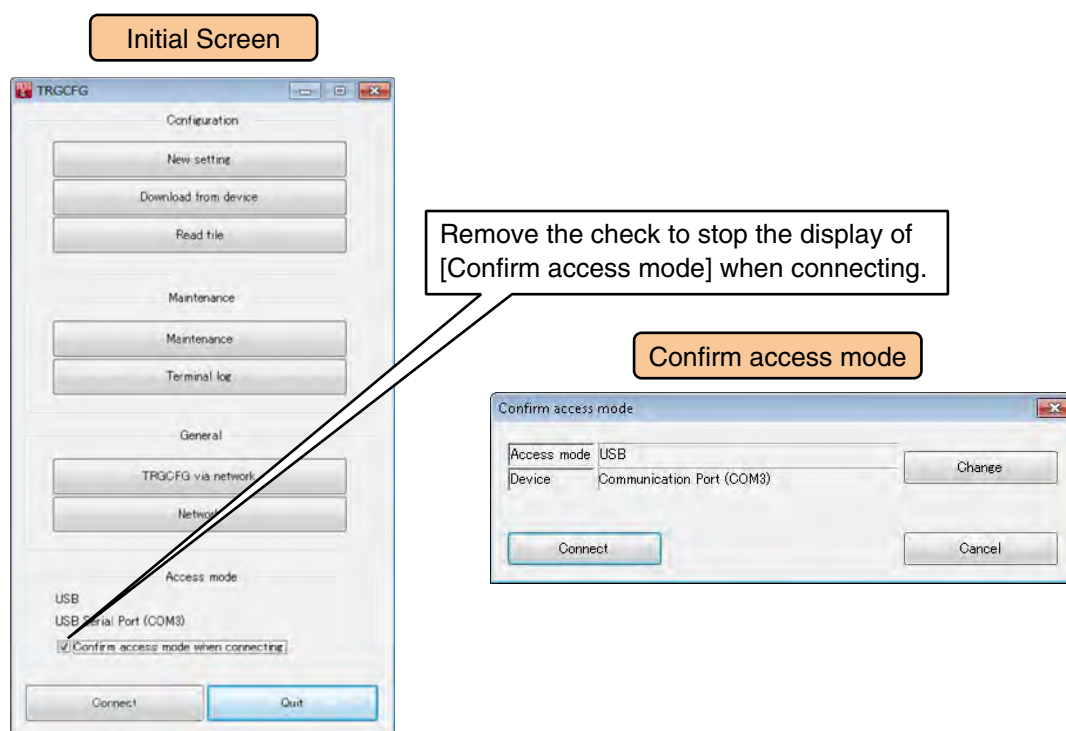 Initial Screen
TRGCFG
Configuration
New setting
Download from device
Read file
Remove the check to stop the display of
[Confirm access mode] when connecting.
Maintenance
Maintenance
Terminal log
Confirm access mode
Confirm access mode
Access mode USB
Device Communication Port (COM3)
Change
Connect
Cancel
General
TRGCFG via network
Network
Access mode
USB
USB Serial Port (COM3)
Confirm access mode when connecting
Connect
Quit